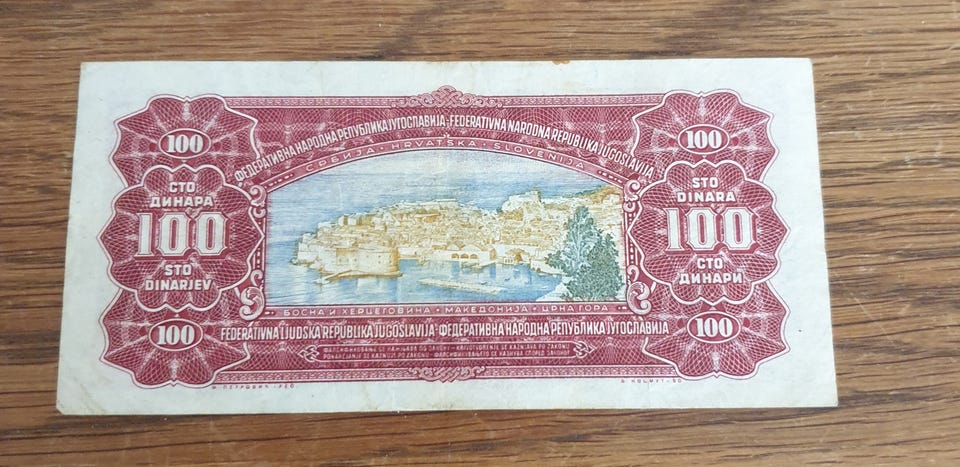 100
100
ФЕДЕРАТИВНА НАРОДНА РЕПУБЛИКА ЈУГОСЛАВИЈА·FEDERATIVNA NARODNA REPUBLIKA JUGOSLAVIJA
СРБИЈА HRVATSKA SLOVENIJA
СТО
ДИНАРА
100
STO
DINARJEV
STO
DINARA
100
СТО
ДИНАРИ
БОСНА И ХЕРЦЕГОВИНА · МАКЕДОНИЈА · ЦРНА ГОРА
100
100
FEDERATIVNA LJUDSKA REPUBLIKA JUGOSLAVIJA·ФЕДЕРАТИВНА НАРОДНА РЕПУБЛИКА ЈУГОСЛАВИЈА